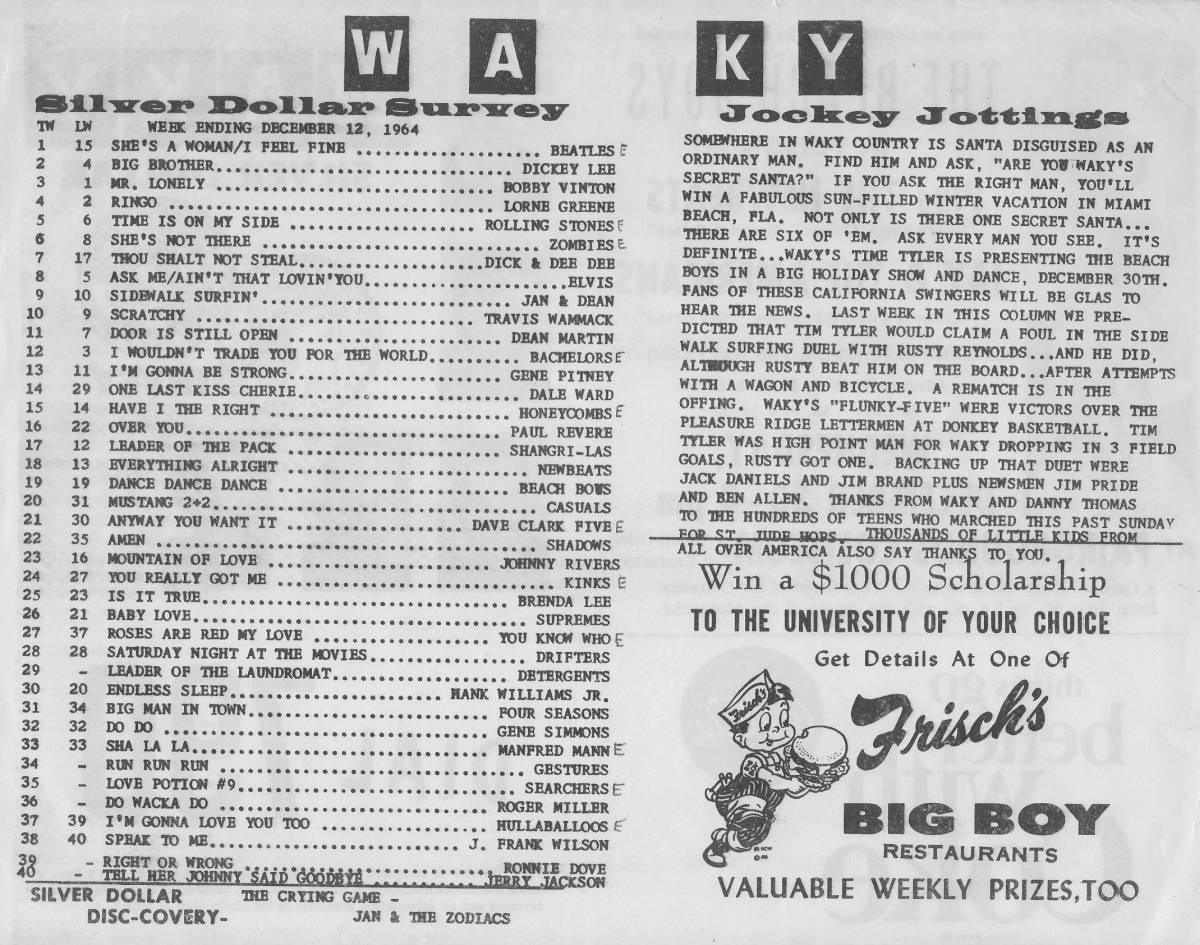 W A K Y
Silver Dollar Survey
TW LW WEEK ENDING DECEMBER 12, 1964
1 15 SHE'S A WOMAN/I FEEL FINE ........ BEATLES E
2 4 BIG BROTHER........ DICKEY LEE
3 1 MR. LONELY ........ BOBBY VINTON
4 2 RINGO ........ LORNE GREENE
5 6 TIME IS ON MY SIDE ........ ROLLING STONES E
6 8 SHE'S NOT THERE ........ ZOMBIES E
7 17 THOU SHALT NOT STEAL........DICK & DEE DEE
8 5 ASK ME/AIN'T THAT LOVIN'YOU........ELVIS
9 10 SIDEWALK SURFIN'........ JAN & DEAN
10 9 SCRATCHY ........ TRAVIS WAMMACK
11 7 DOOR IS STILL OPEN ........ DEAN MARTIN
12 3 I WOULDN'T TRADE YOU FOR THE WORLD........ BACHELORS E
13 11 I'M GONNA BE STRONG........ GENE PITNEY
14 29 ONE LAST KISS CHERIE........ DALE WARD
15 14 HAVE I THE RIGHT ........ HONEYCOMBS E
16 22 OVER YOU........ PAUL REVERE
17 12 LEADER OF THE PACK ........ SHANGRI-LAS
18 13 EVERYTHING ALRIGHT ........ NEWBEATS
19 19 DANCE DANCE DANCE ........ BEACH BOYS
20 31 MUSTANG 2+2........ CASUALS
21 30 ANYWAY YOU WANT IT ........ DAVE CLARK FIVE E
22 35 AMEN ........ SHADOWS
23 16 MOUNTAIN OF LOVE ........ JOHNNY RIVERS
24 27 YOU REALLY GOT ME ........ KINKS E
25 23 IS IT TRUE........ BRENDA LEE
26 21 BABY LOVE........ SUPREMES
27 37 ROSES ARE RED MY LOVE ........ YOU KNOW WHO E
28 28 SATURDAY NIGHT AT THE MOVIES........ DRIFTERS
29 - LEADER OF THE LAUNDROMAT........ DETERGENTS
30 20 ENDLESS SLEEP........ HANK WILLIAMS JR.
31 34 BIG MAN IN TOWN........ FOUR SEASONS
32 32 DO DO ........ GENE SIMMONS
33 33 SHA LA LA........ MANFRED MANN E
34 - RUN RUN RUN ........ GESTURES
35 - LOVE POTION #9........ SEARCHERS E
36 - DO WACKA DO ........ ROGER MILLER
37 39 I'M GONNA LOVE YOU TOO ........ HULLABALLOOS E
38 40 SPEAK TO ME........ J. FRANK WILSON
39 - RIGHT OR WRONG ........ RONNIE DOVE
40 - TELL HER JOHNNY SAID GOODBYE ........ JERRY JACKSON
SILVER DOLLAR THE CRYING GAME -
DISC-COVERY- JAN & THE ZODIACS
Jockey Jottings
SOMEWHERE IN WAKY COUNTRY IS SANTA DISGUISED AS AN
ORDINARY MAN. FIND HIM AND ASK, "ARE YOU WAKY'S
SECRET SANTA?" IF YOU ASK THE RIGHT MAN, YOU'LL
WIN A FABULOUS SUN-FILLED WINTER VACATION IN MIAMI
BEACH, FLA. NOT ONLY IS THERE ONE SECRET SANTA...
THERE ARE SIX OF 'EM. ASK EVERY MAN YOU SEE. IT'S
DEFINITE...WAKY'S TIME TYLER IS PRESENTING THE BEACH
BOYS IN A BIG HOLIDAY SHOW AND DANCE, DECEMBER 30TH.
FANS OF THESE CALIFORNIA SWINGERS WILL BE GLAS TO
HEAR THE NEWS. LAST WEEK IN THIS COLUMN WE PRE-
DICTED THAT TIM TYLER WOULD CLAIM A FOUL IN THE SIDE
WALK SURFING DUEL WITH RUSTY REYNOLDS...AND HE DID,
ALTHOUGH RUSTY BEAT HIM ON THE BOARD...AFTER ATTEMPTS
WITH A WAGON AND BICYCLE. A REMATCH IS IN THE
OFFING. WAKY'S "FLUNKY-FIVE" WERE VICTORS OVER THE
PLEASURE RIDGE LETTERMEN AT DONKEY BASKETBALL. TIM
TYLER WAS HIGH POINT MAN FOR WAKY DROPPING IN 3 FIELD
GOALS, RUSTY GOT ONE. BACKING UP THAT DUET WERE
JACK DANIELS AND JIM BRAND PLUS NEWSMEN JIM PRIDE
AND BEN ALLEN. THANKS FROM WAKY AND DANNY THOMAS
TO THE HUNDREDS OF TEENS WHO MARCHED THIS PAST SUNDAY
FOR ST. JUDE HOPS. THOUSANDS OF LITTLE KIDS FROM
ALL OVER AMERICA ALSO SAY THANKS TO YOU.
Win a $1000 Scholarship
TO THE UNIVERSITY OF YOUR CHOICE
Get Details At One Of
Frisch's
Frisch's
BIG BOY
RESTAURANTS
VALUABLE WEEKLY PRIZES,TOO